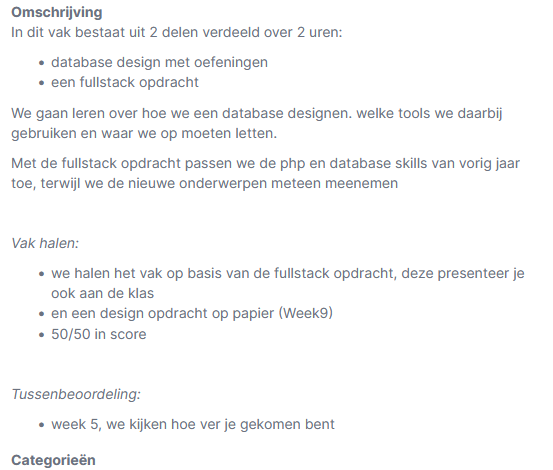 Omschrijving
In dit vak bestaat uit 2 delen verdeeld over 2 uren:
• database design met oefeningen
• een fullstack opdracht
We gaan leren over hoe we een database designen. welke tools we daarbij
gebruiken en waar we op moeten letten.
Met de fullstack opdracht passen we de php en database skills van vorig jaar
toe, terwijl we de nieuwe onderwerpen meteen meenemen
Vak halen:
• we halen het vak op basis van de fullstack opdracht, deze presenteer je
ook aan de klas
• en een design opdracht op papier (Week9)
• 50/50 in score
Tussenbeoordeling:
• week 5, we kijken hoe ver je gekomen bent
Categorieën